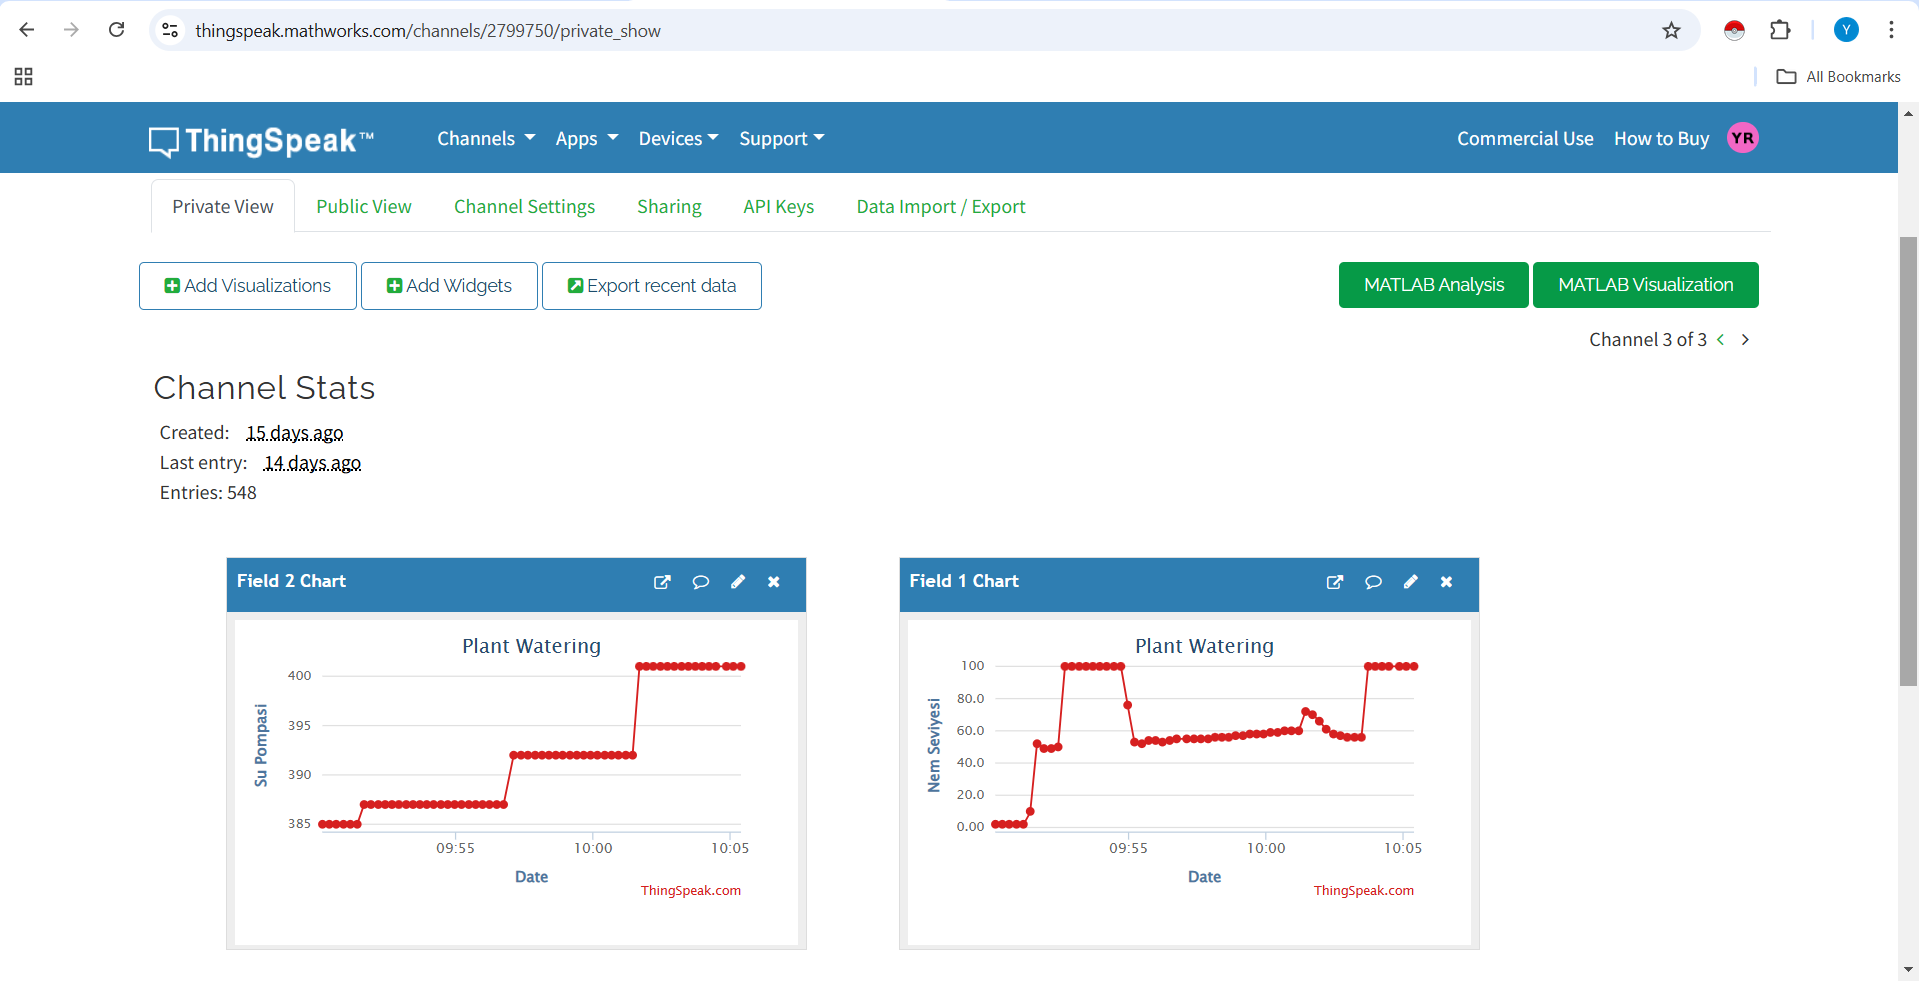 thingspeak.mathworks.com/channels/2799750/private_show
Y
All Bookmarks
ThingSpeak™
Channels
Apps
Devices
Support
Commercial Use
How to Buy
YR
Private View
Public View
Channel Settings
Sharing
API Keys
Data Import / Export
Add Visualizations
Add Widgets
Export recent data
MATLAB Analysis
MATLAB Visualization
Channel 3 of 3
Channel Stats
Created: 15 days ago
Last entry: 14 days ago
Entries: 548
Field 2 Chart
Plant Watering
Su Pompasi
400
395
390
385
09:55 10:00 10:05
Date
ThingSpeak.com
Field 1 Chart
Plant Watering
Nem Seviyesi
100
80.0
60.0
40.0
20.0
0.00
09:55 10:00 10:05
Date
ThingSpeak.com